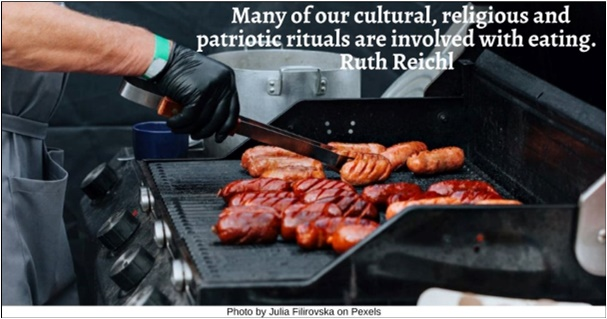 Many of our cultural, religious and
patriotic rituals are involved with eating.
Ruth Reichl
Photo by Julia Filirovska on Pexels